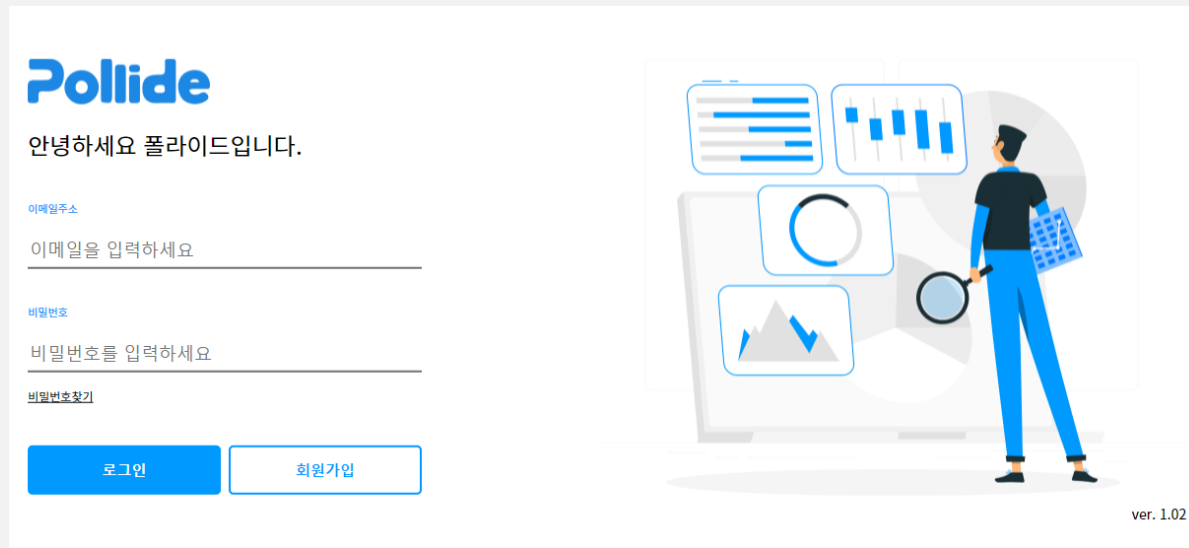 Pollide
안녕하세요 폴라이드입니다.
이메일주소
이메일을 입력하세요
비밀번호
비밀번호를 입력하세요
비밀번호찾기
로그인 회원가입
ver. 1.02